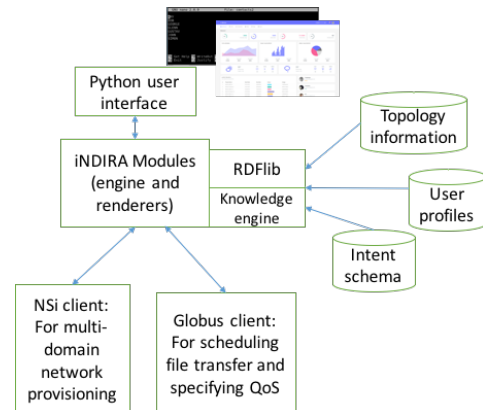 Python user
interface
Topology
information
iNDIRA Modules
(engine and
renderers)
RDFlib
Knowledge
engine
User
profiles
Intent
schema
NSi client:
For multi-
domain
network
provisioning
Globus client:
For scheduling
file transfer and
specifying QoS